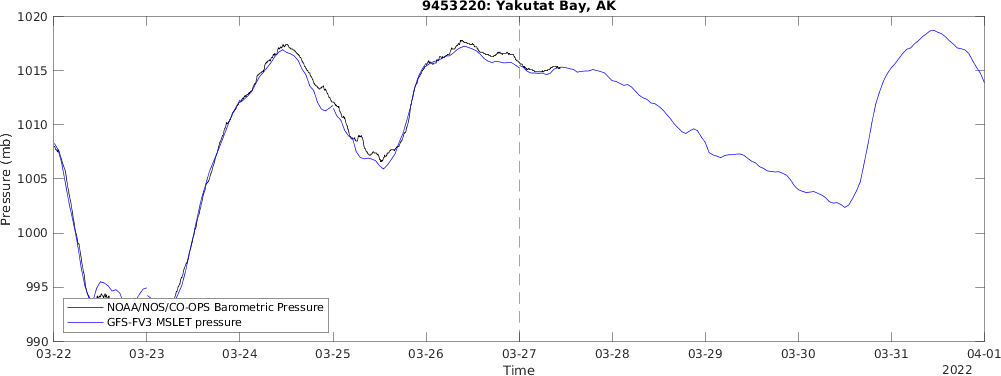 9453220: Yakutat Bay, AK
Pressure (mb)
1020
1015
1010
1005
1000
995
990
NOAA/NOS/CO-OPS Barometric Pressure
GFS-FV3 MSLET pressure
03-22 03-23 03-24 03-25 03-26 03-27 03-28 03-29 03-30 03-31 04-01
Time
2022